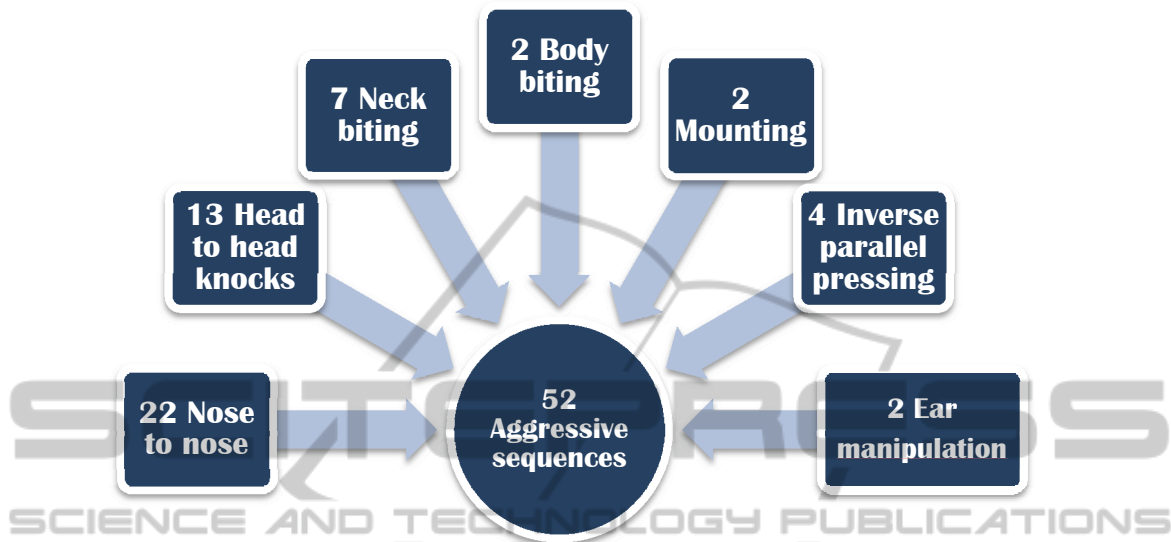 2 Body
biting
7 Neck
biting
2
Mounting
13 Head
to head
knocks
4 Inverse
parallel
pressing
22 Nose
to nose
52
Aggressive
sequences
2 Ear
manipulation
SCITEPRESS
SCIENCE AND TECHNOLOGY PUBLICATIONS